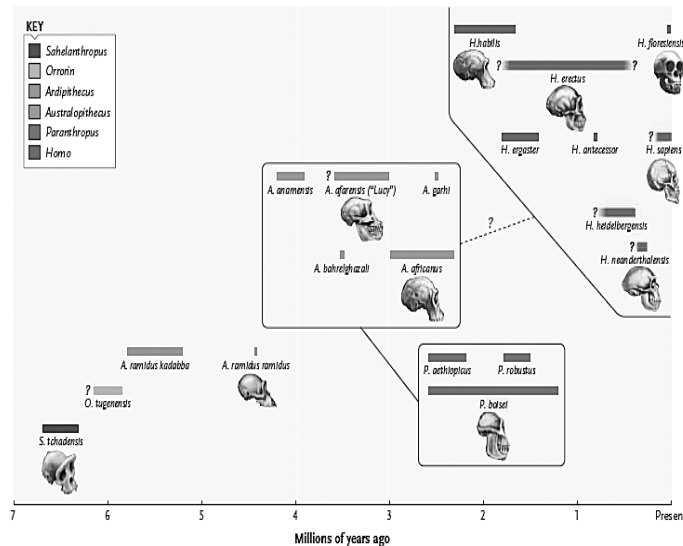 KEY
Sahelanthropus
Orrorin
Ardipithecus
Australopithecus
Paranthropus
Homo
H.habilis
H. floresiensis
? ?
H. erectus
H. ergaster
H. antecessor
?
H. sapiens
?
H. heidelbergensis
?
H. neanderthalensis
A. anamensis
?
A. afarensis ("Lucy")
A. garhi
?
A. bahrelghazali
A. africanus
A. ramidus kadabba
A. ramidus ramidus
P. aethiopicus
P. robustus
P. boisei
?
O. tugenensis
S. tchadensis
7 6 5 4 3 2 1 Present
Millions of years ago